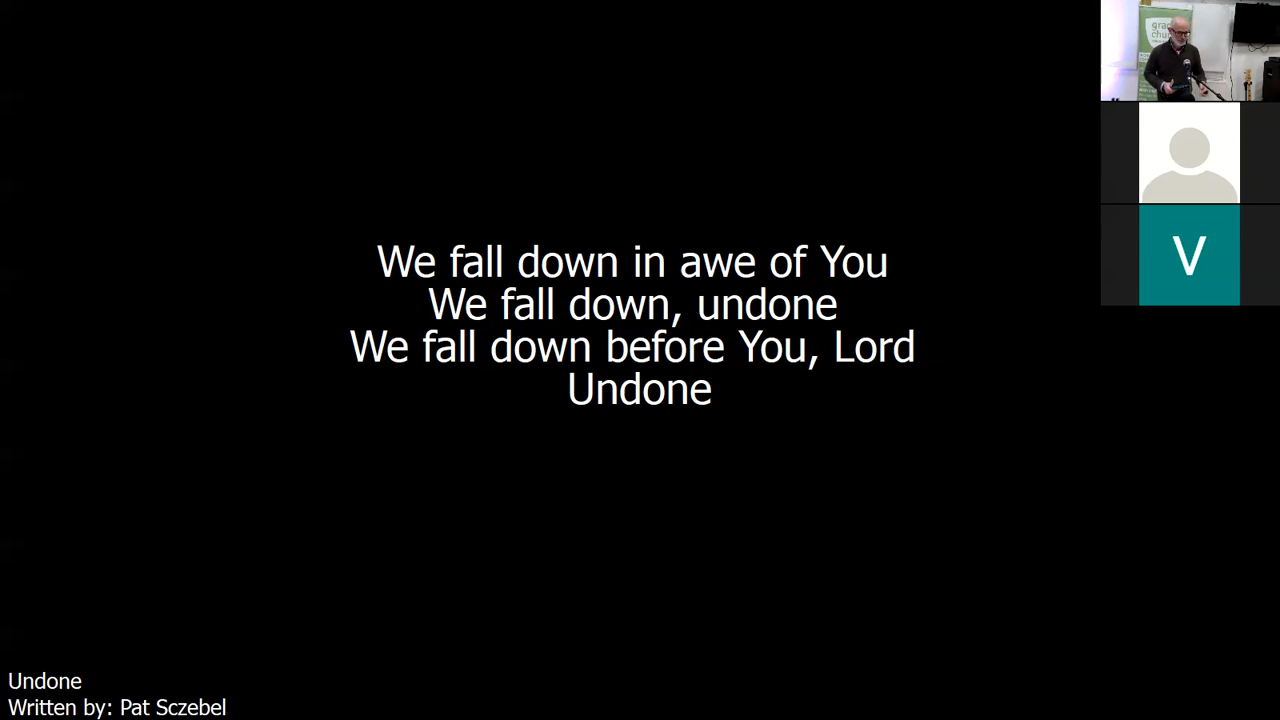 We fall down in awe of You
We fall down, undone
We fall down before You, Lord
Undone
Undone
Written by: Pat Sczebel
V